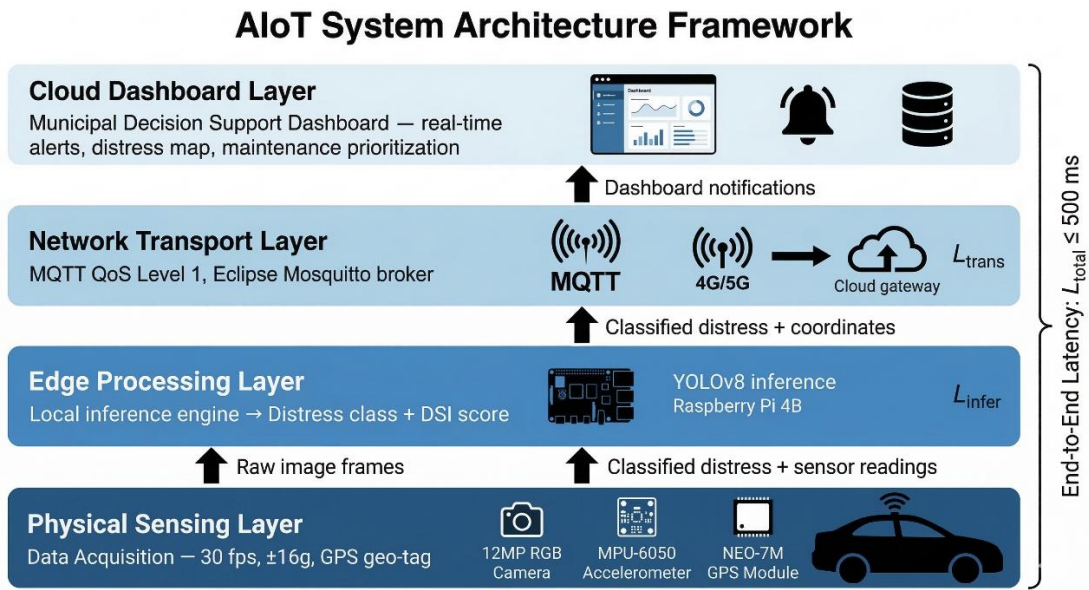 AIoT System Architecture Framework
Cloud Dashboard Layer
Municipal Decision Support Dashboard — real-time
alerts, distress map, maintenance prioritization
Dashboard
Dashboard notifications
Network Transport Layer
MQTT QoS Level 1, Eclipse Mosquitto broker
MQTT
4G/5G
Cloud gateway
L_trans
Classified distress + coordinates
Edge Processing Layer
Local inference engine → Distress class + DSI score
YOLOv8 inference
Raspberry Pi 4B
L_infer
Raw image frames
Classified distress + sensor readings
Physical Sensing Layer
Data Acquisition — 30 fps, ±16g, GPS geo-tag
12MP RGB
Camera
MPU-6050
Accelerometer
NEO-7M
GPS Module
End-to-End Latency: L_total ≤ 500 ms